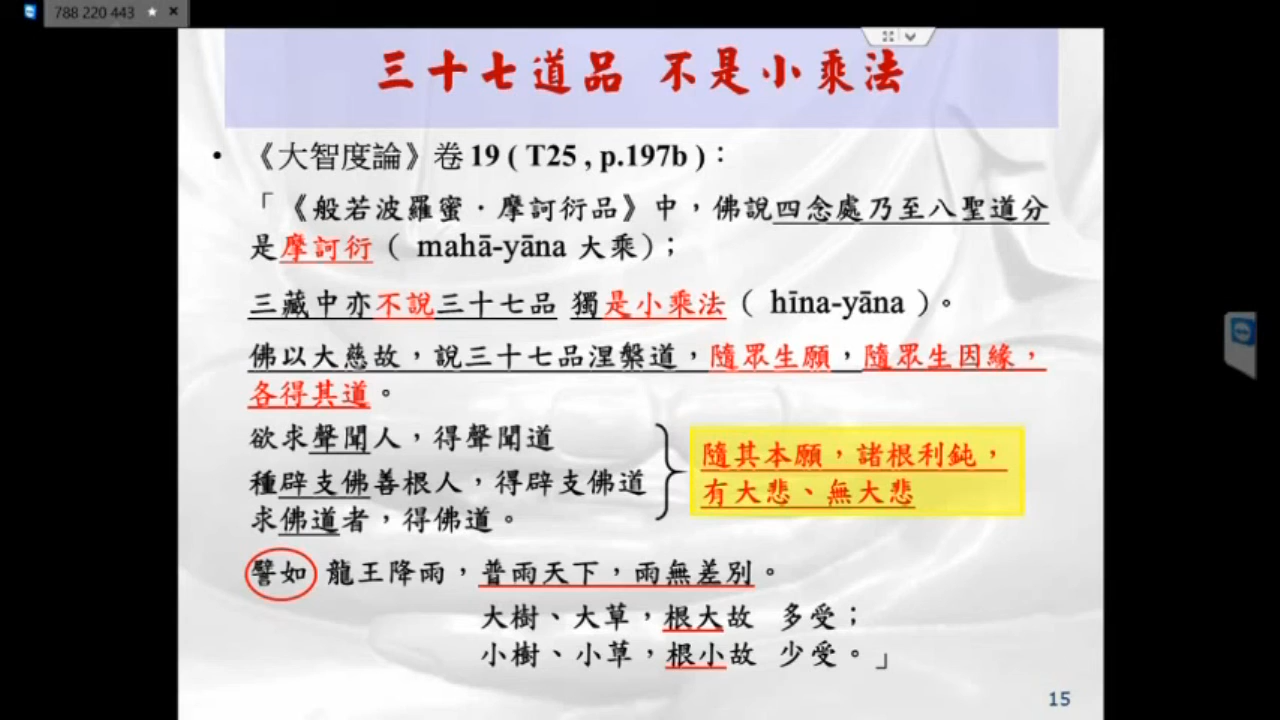 788 220 443
三十七道品 不是小乘法
• 《大智度論》卷 19 ( T25 , p.197b )：
「《般若波羅蜜．摩訶衍品》中，佛說四念處乃至八聖道分
是摩訶衍（ mahā-yāna 大乘）；
三藏中亦不說三十七品 獨是小乘法（ hīna-yāna ）。
佛以大慈故，說三十七品涅槃道，隨眾生願，隨眾生因緣，
各得其道。
欲求聲聞人，得聲聞道
種辟支佛善根人，得辟支佛道
求佛道者，得佛道。
隨其本願，諸根利鈍，
有大悲、無大悲
譬如 龍王降雨，普雨天下，雨無差別。
大樹、大草，根大故 多受；
小樹、小草，根小故 少受。」
15